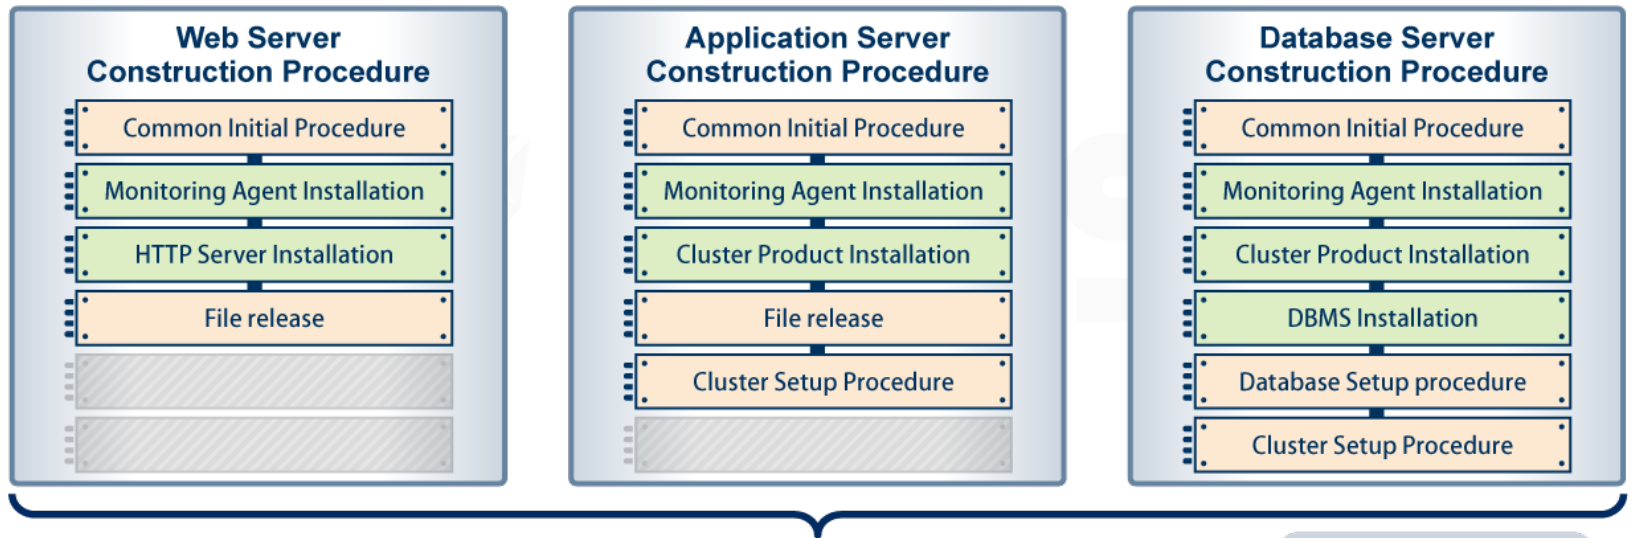 Web Server
Construction Procedure
Common Initial Procedure
Monitoring Agent Installation
HTTP Server Installation
File release
Application Server
Construction Procedure
Common Initial Procedure
Monitoring Agent Installation
Cluster Product Installation
File release
Cluster Setup Procedure
Database Server
Construction Procedure
Common Initial Procedure
Monitoring Agent Installation
Cluster Product Installation
DBMS Installation
Database Setup procedure
Cluster Setup Procedure